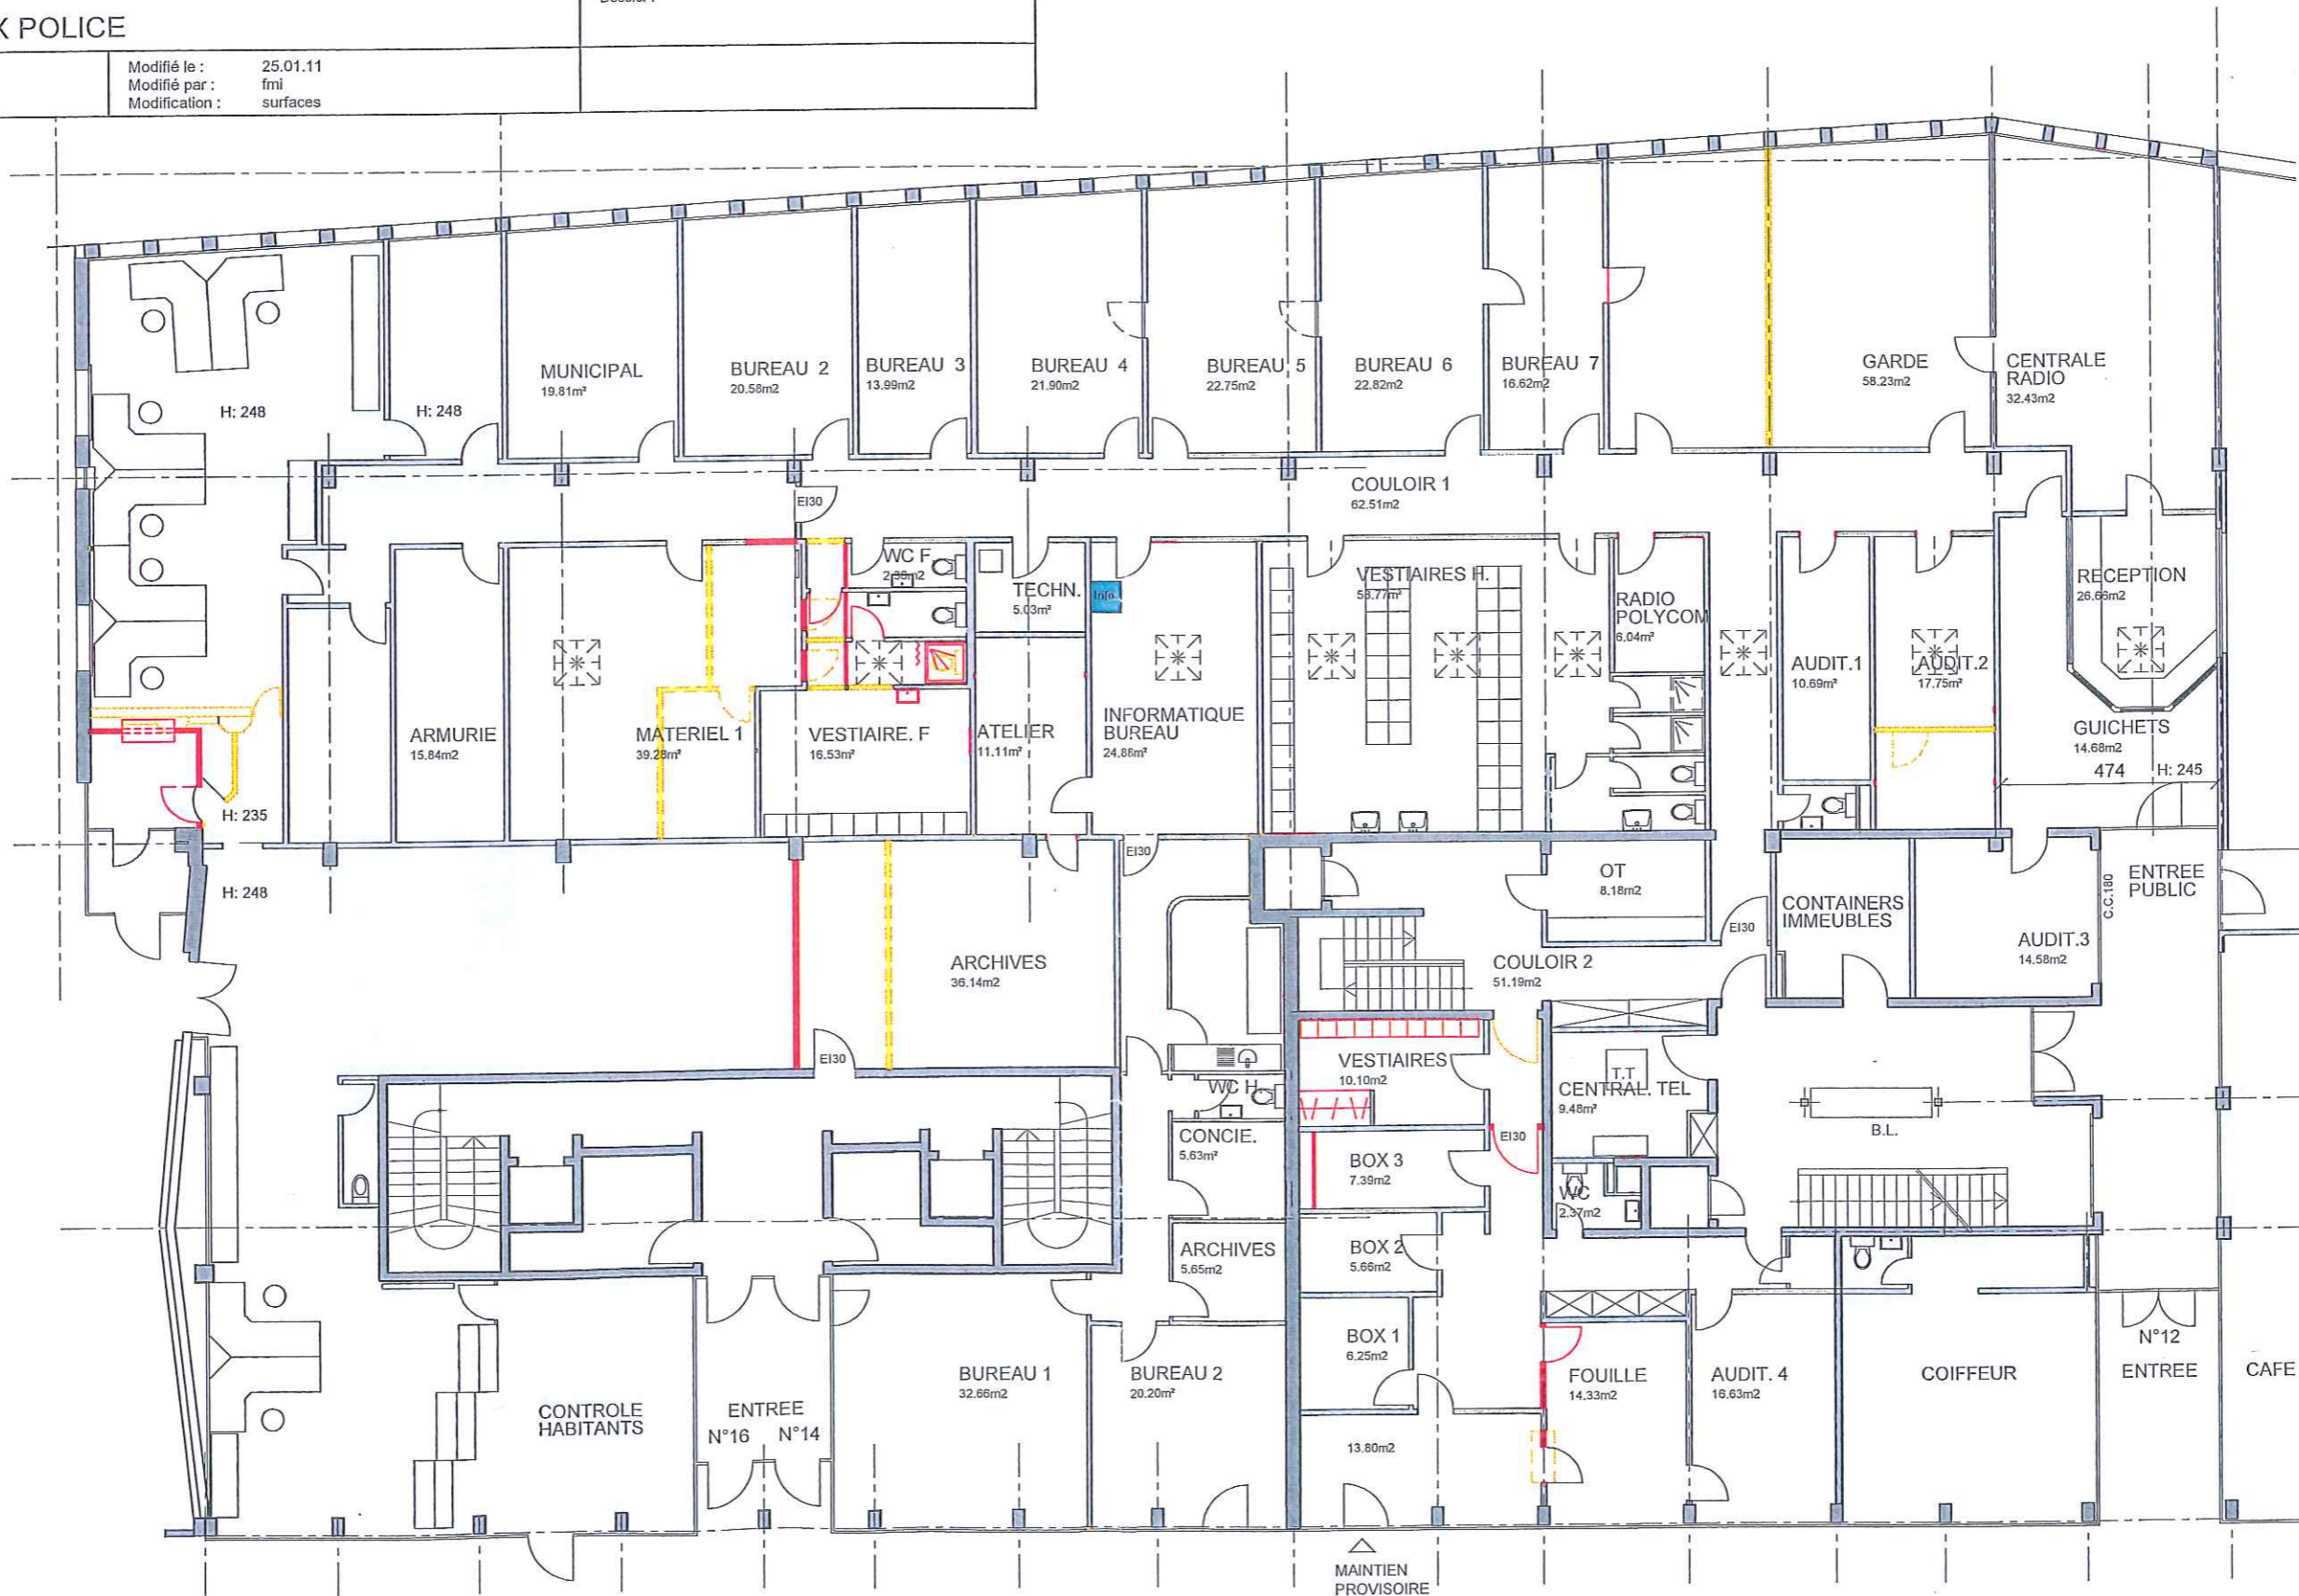 X POLICE
Modifié le : 25.01.11
Modifié par : fmi
Modification : surfaces
H: 248
H: 248
MUNICIPAL
19.81m²
BUREAU 2
20.58m2
BUREAU 3
13.99m2
BUREAU 4
21.90m2
BUREAU 5
22.75m2
BUREAU 6
22.82m2
BUREAU 7
16.62m2
GARDE
58.23m2
CENTRALE
RADIO
32.43m2
COULOIR 1
62.51m2
EI30
WC F.
TECHN.
5.03m²
Info
VESTIAIRES H.
53.77m²
RADIO
POLYCOM
6.04m²
AUDIT.1
10.69m²
AUDIT.2
17.75m²
RECEPTION
26.66m2
ARMURIE
15.84m2
MATERIEL 1
39.28m²
VESTIAIRE. F
16.53m²
ATELIER
11.11m²
INFORMATIQUE
BUREAU
24.88m²
GUICHETS
14.68m2
474
H: 245
H: 235
H: 248
EI30
OT
8.18m2
EI30
CONTAINERS
IMMEUBLES
C.C.180
ENTREE
PUBLIC
AUDIT.3
14.58m2
ARCHIVES
36.14m2
COULOIR 2
51.19m2
EI30
VESTIAIRES
10.10m2
T.T
CENTRAL. TEL
9.48m²
WC H.
CONCIE.
5.63m²
EI30
B.L.
BOX 3
7.39m2
WC
2.37m2
ARCHIVES
5.65m2
BOX 2
5.66m2
BOX 1
6.25m2
N°12
ENTREE
CAFE
BUREAU 1
32.66m2
BUREAU 2
20.20m²
FOUILLE
14.33m2
AUDIT. 4
16.63m2
COIFFEUR
CONTROLE
HABITANTS
ENTREE
N°16 N°14
13.80m2
MAINTIEN
PROVISOIRE